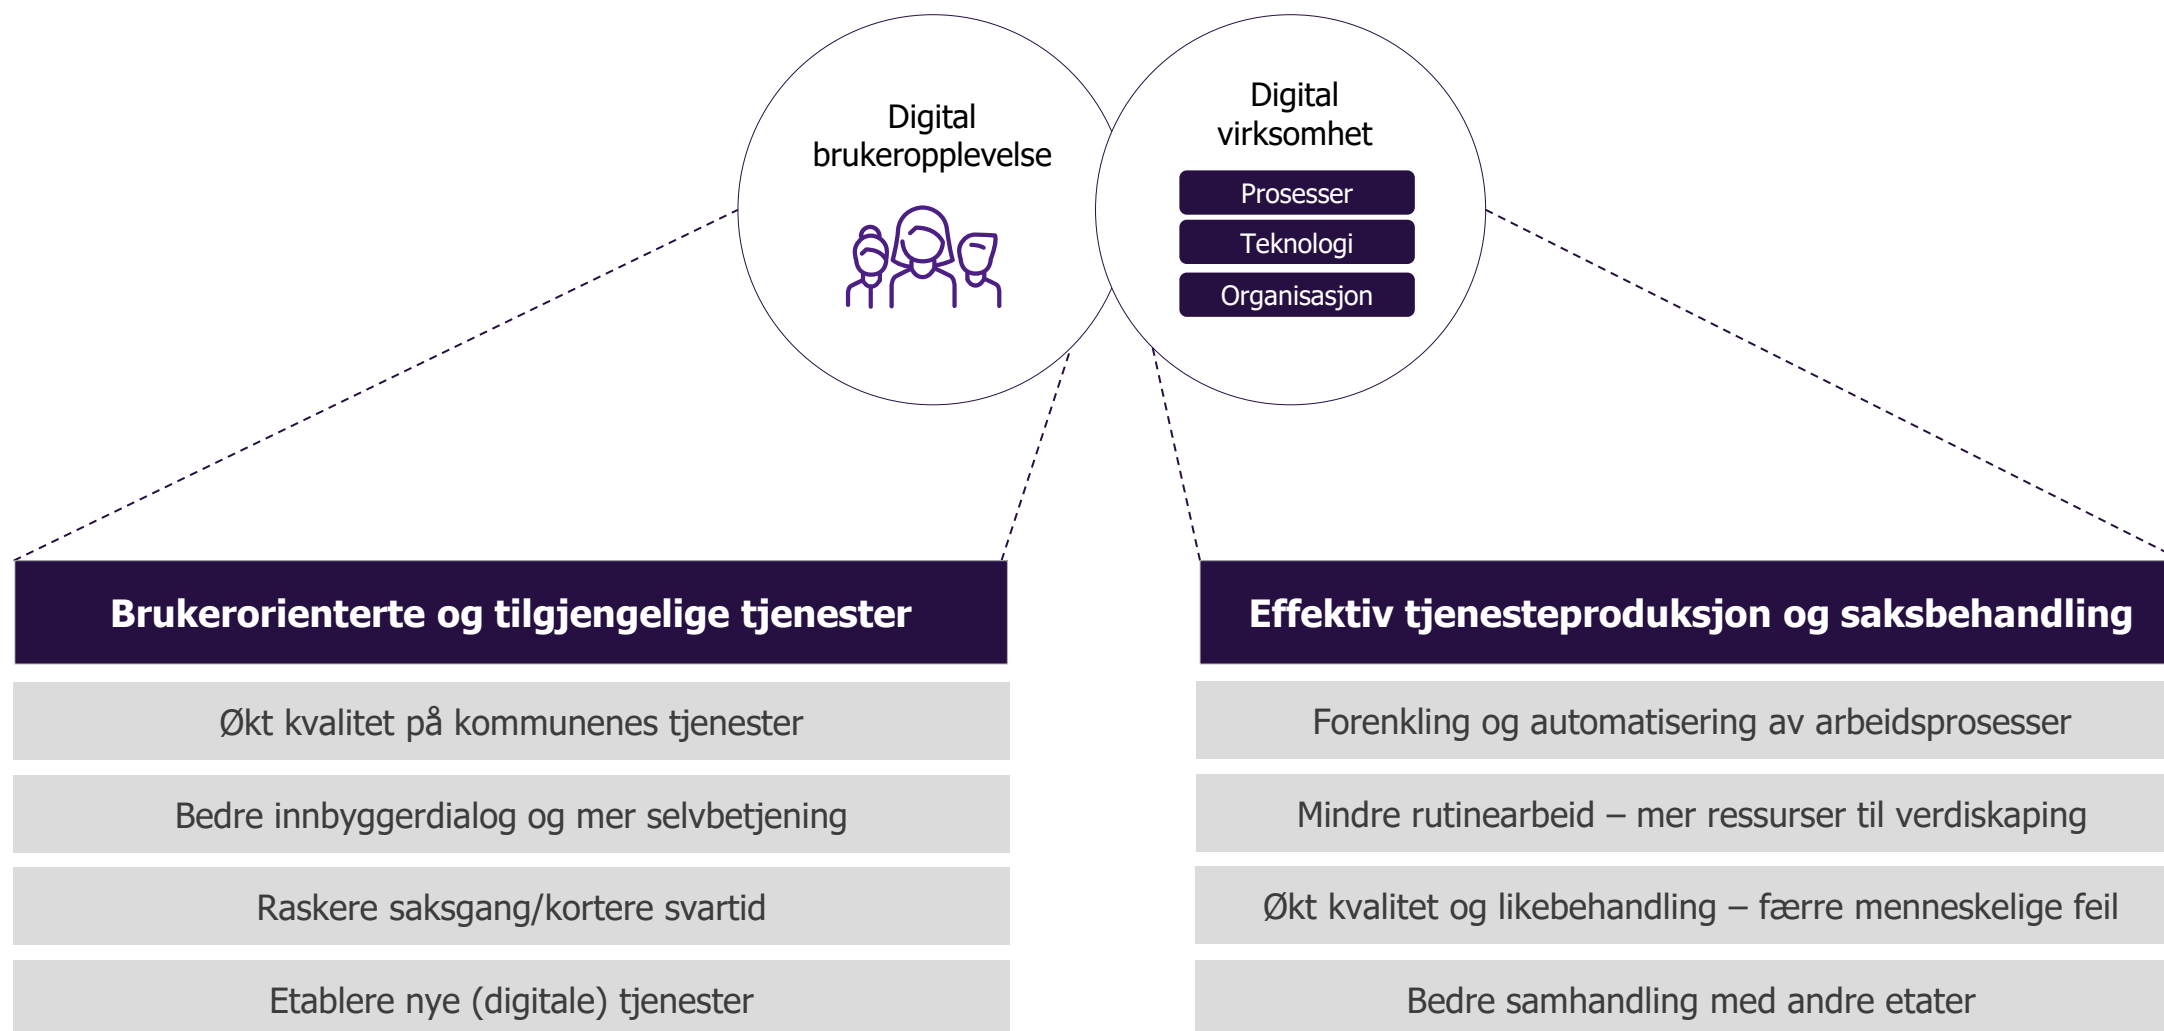 Digital
brukeropplevelse
Digital
virksomhet
Prosesser
Teknologi
Organisasjon
Brukerorienterte og tilgjengelige tjenester
Økt kvalitet på kommunenes tjenester
Bedre innbyggerdialog og mer selvbetjening
Raskere saksgang/kortere svartid
Etablere nye (digitale) tjenester
Effektiv tjenesteproduksjon og saksbehandling
Forenkling og automatisering av arbeidsprosesser
Mindre rutinearbeid – mer ressurser til verdiskaping
Økt kvalitet og likebehandling – færre menneskelige feil
Bedre samhandling med andre etater